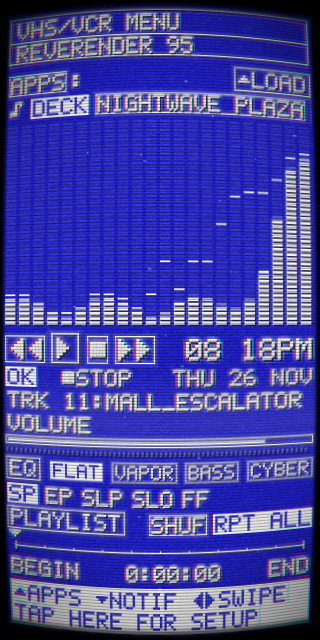 VHS/VCR MENU
REVERENDER 95
APPS: LOAD
DECK NIGHTWAVE PLAZA
08 18PM
OK STOP THU 26 NOV
TRK 11:MALL_ESCALATOR
VOLUME
EQ FLAT VAPOR BASS CYBER
SP EP SLP SLO FF
PLAYLIST SHUF RPT ALL
BEGIN 0:00:00 END
APPS NOTIF SWIPE
TAP HERE FOR SETUP